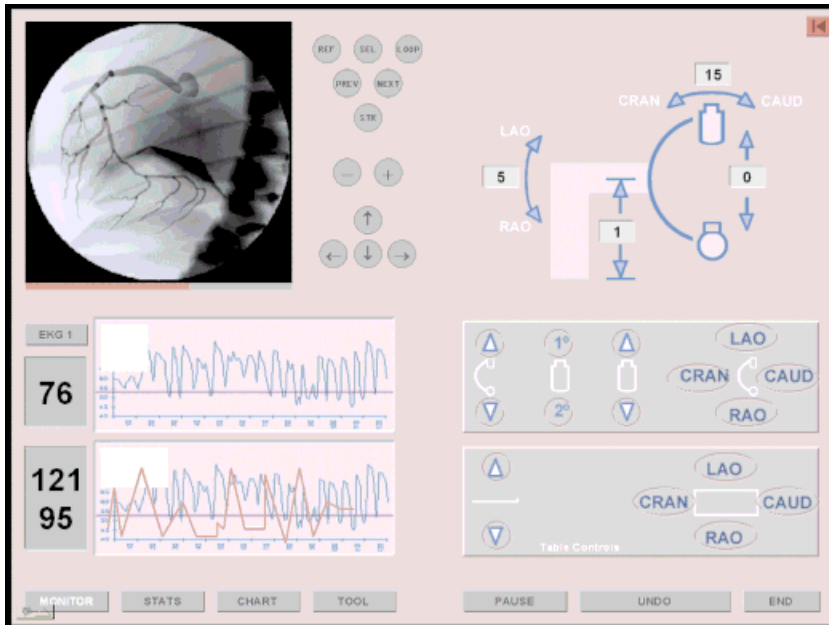 REF SEL LOOP
PREV NEXT
STR
15
CRAN CAUD
LAO
5
0
RAO
1
EKG 1
76
121
95
1º
2º
LAO
CRAN CAUD
RAO
LAO
CRAN CAUD
RAO
Table Controls
MONITOR STATS CHART TOOL PAUSE UNDO END